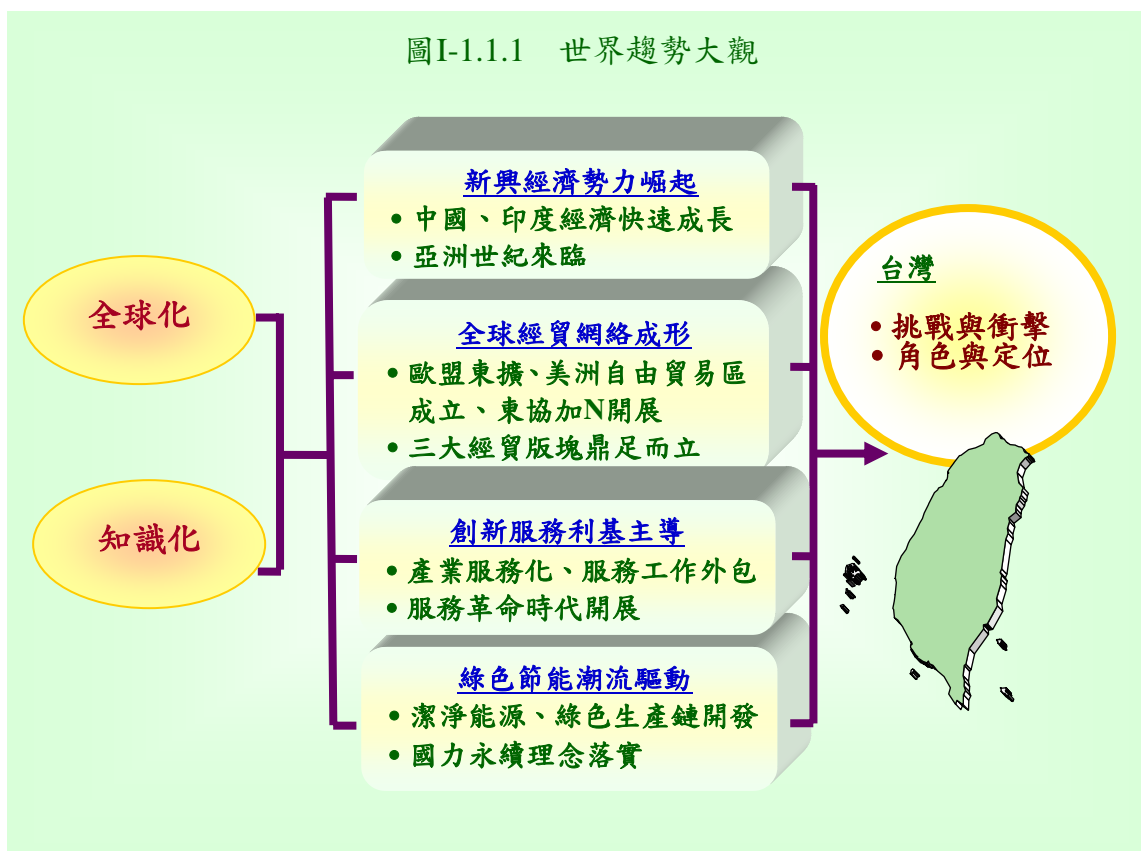 圖I-1.1.1 世界趨勢大觀
全球化
知識化
新興經濟勢力崛起
• 中國、印度經濟快速成長
• 亞洲世紀來臨
全球經貿網絡成形
• 歐盟東擴、美洲自由貿易區
成立、東協加N開展
• 三大經貿版塊鼎足而立
創新服務利基主導
• 產業服務化、服務工作外包
• 服務革命時代開展
綠色節能潮流驅動
• 潔淨能源、綠色生產鏈開發
• 國力永續理念落實
台灣
• 挑戰與衝擊
• 角色與定位